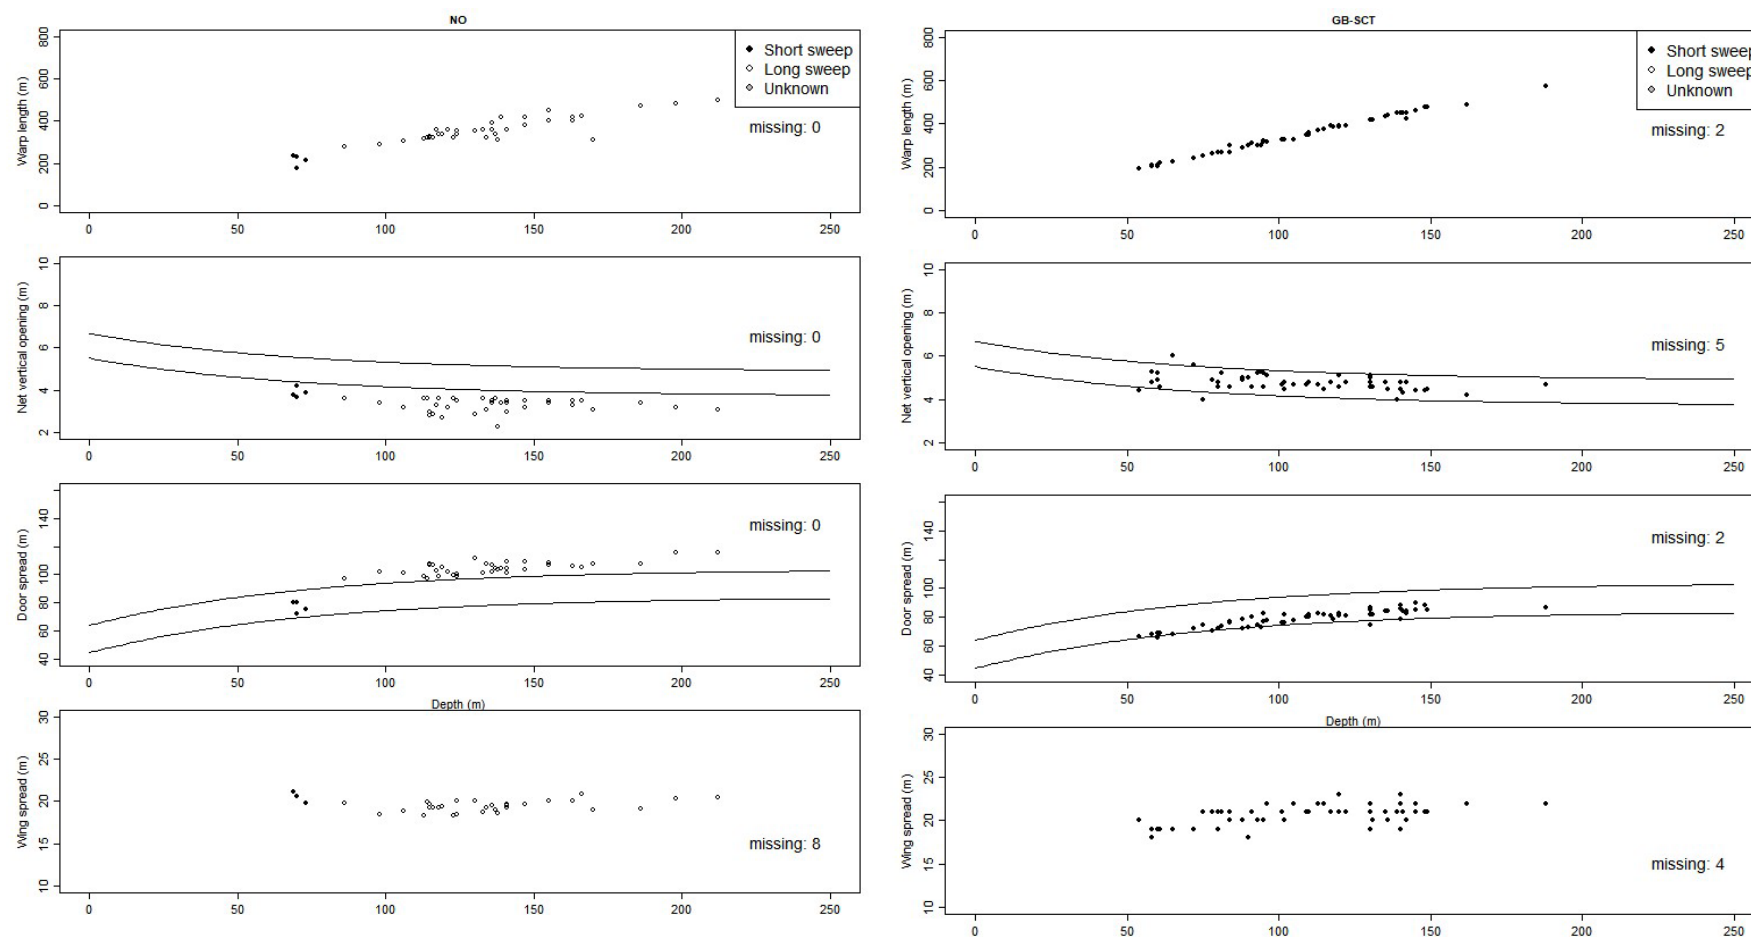 NO
Warp length (m)
0 200 400 600 800
Short sweep
Long sweep
Unknown
missing: 0
0 50 100 150 200 250
Net vertical opening (m)
2 4 6 8 10
missing: 0
0 50 100 150 200 250
Door spread (m)
40 60 80 100 140
missing: 0
0 50 100 150 200 250
Depth (m)
Wing spread (m)
10 15 20 25 30
missing: 8
0 50 100 150 200 250
GB-SCT
Warp length (m)
0 200 400 600 800
Short sweep
Long sweep
Unknown
missing: 2
50 100 150 200 250
Net vertical opening (m)
2 4 6 8 10
missing: 5
0 50 100 150 200 250
Door spread (m)
40 60 80 100 140
missing: 2
0 50 100 150 200 250
Depth (m)
Wing spread (m)
10 15 20 25 30
missing: 4
50 100 150 200 250